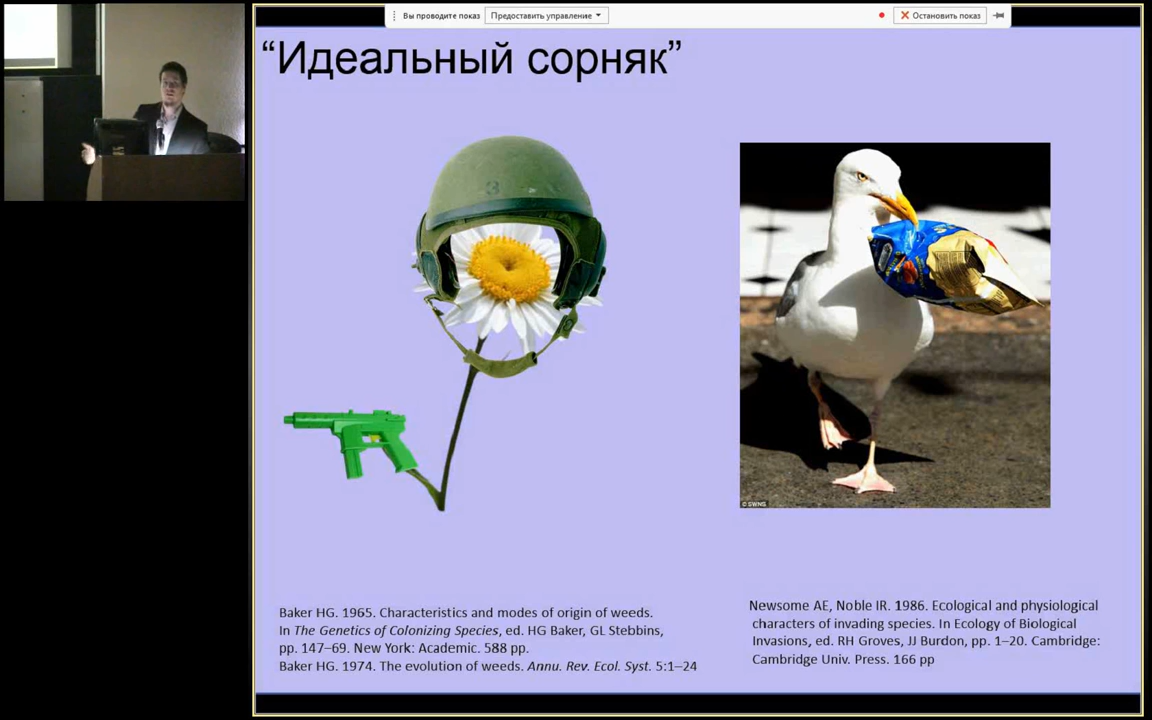 Вы проводите показ
Предоставить управление
Остановить показ
“Идеальный сорняк”
3
© SWNS
Baker HG. 1965. Characteristics and modes of origin of weeds.
In The Genetics of Colonizing Species, ed. HG Baker, GL Stebbins,
pp. 147–69. New York: Academic. 588 pp.
Baker HG. 1974. The evolution of weeds. Annu. Rev. Ecol. Syst. 5:1–24
Newsome AE, Noble IR. 1986. Ecological and physiological
characters of invading species. In Ecology of Biological
Invasions, ed. RH Groves, JJ Burdon, pp. 1–20. Cambridge:
Cambridge Univ. Press. 166 pp